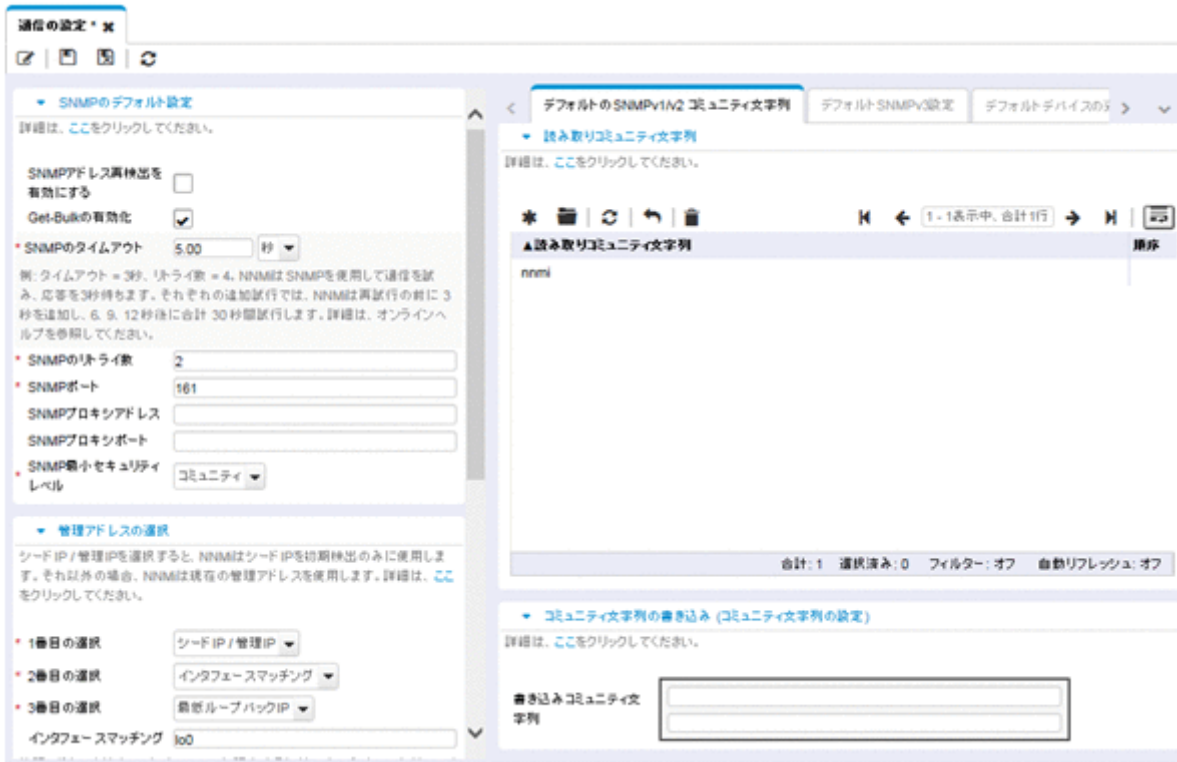 通信の設定 * ✖
SNMPのデフォルト設定
詳細は、ここをクリックしてください。
SNMPアドレス再検出を
有効にする
Get-Bulkの有効化
* SNMPのタイムアウト 5.00 秒
例: タイムアウト = 3秒、リトライ数 = 4。NNMiは SNMPを使用して通信を試
み、応答を3秒待ちます。それぞれの追加試行では、NNMiは再試行の前に 3
秒を追加し、6、9、12秒後に合計 30秒間試行します。詳細は、オンラインヘ
ルプを参照してください。
* SNMPのリトライ数 2
* SNMPポート 161
SNMPプロキシアドレス
SNMPプロキシポート
* SNMP最小セキュリティ
レベル コミュニティ
管理アドレスの選択
シードIP / 管理IPを選択すると、NNMiはシードIPを初期検出のみに使用しま
す。それ以外の場合、NNMiは現在の管理アドレスを使用します。詳細は、ここ
をクリックしてください。
* 1番目の選択 シードIP / 管理IP
* 2番目の選択 インタフェースマッチング
* 3番目の選択 最低ループバックIP
インタフェースマッチング lo0
デフォルトのSNMPv1/v2 コミュニティ文字列 デフォルトSNMPv3設定 デフォルトデバイスの
読み取りコミュニティ文字列
詳細は、ここをクリックしてください。
1 - 1表示中、合計1行
▲読み取りコミュニティ文字列 順序
nnmi
合計: 1 選択済み: 0 フィルター: オフ 自動リフレッシュ: オフ
コミュニティ文字列の書き込み (コミュニティ文字列の設定)
詳細は、ここをクリックしてください。
書き込みコミュニティ文
字列